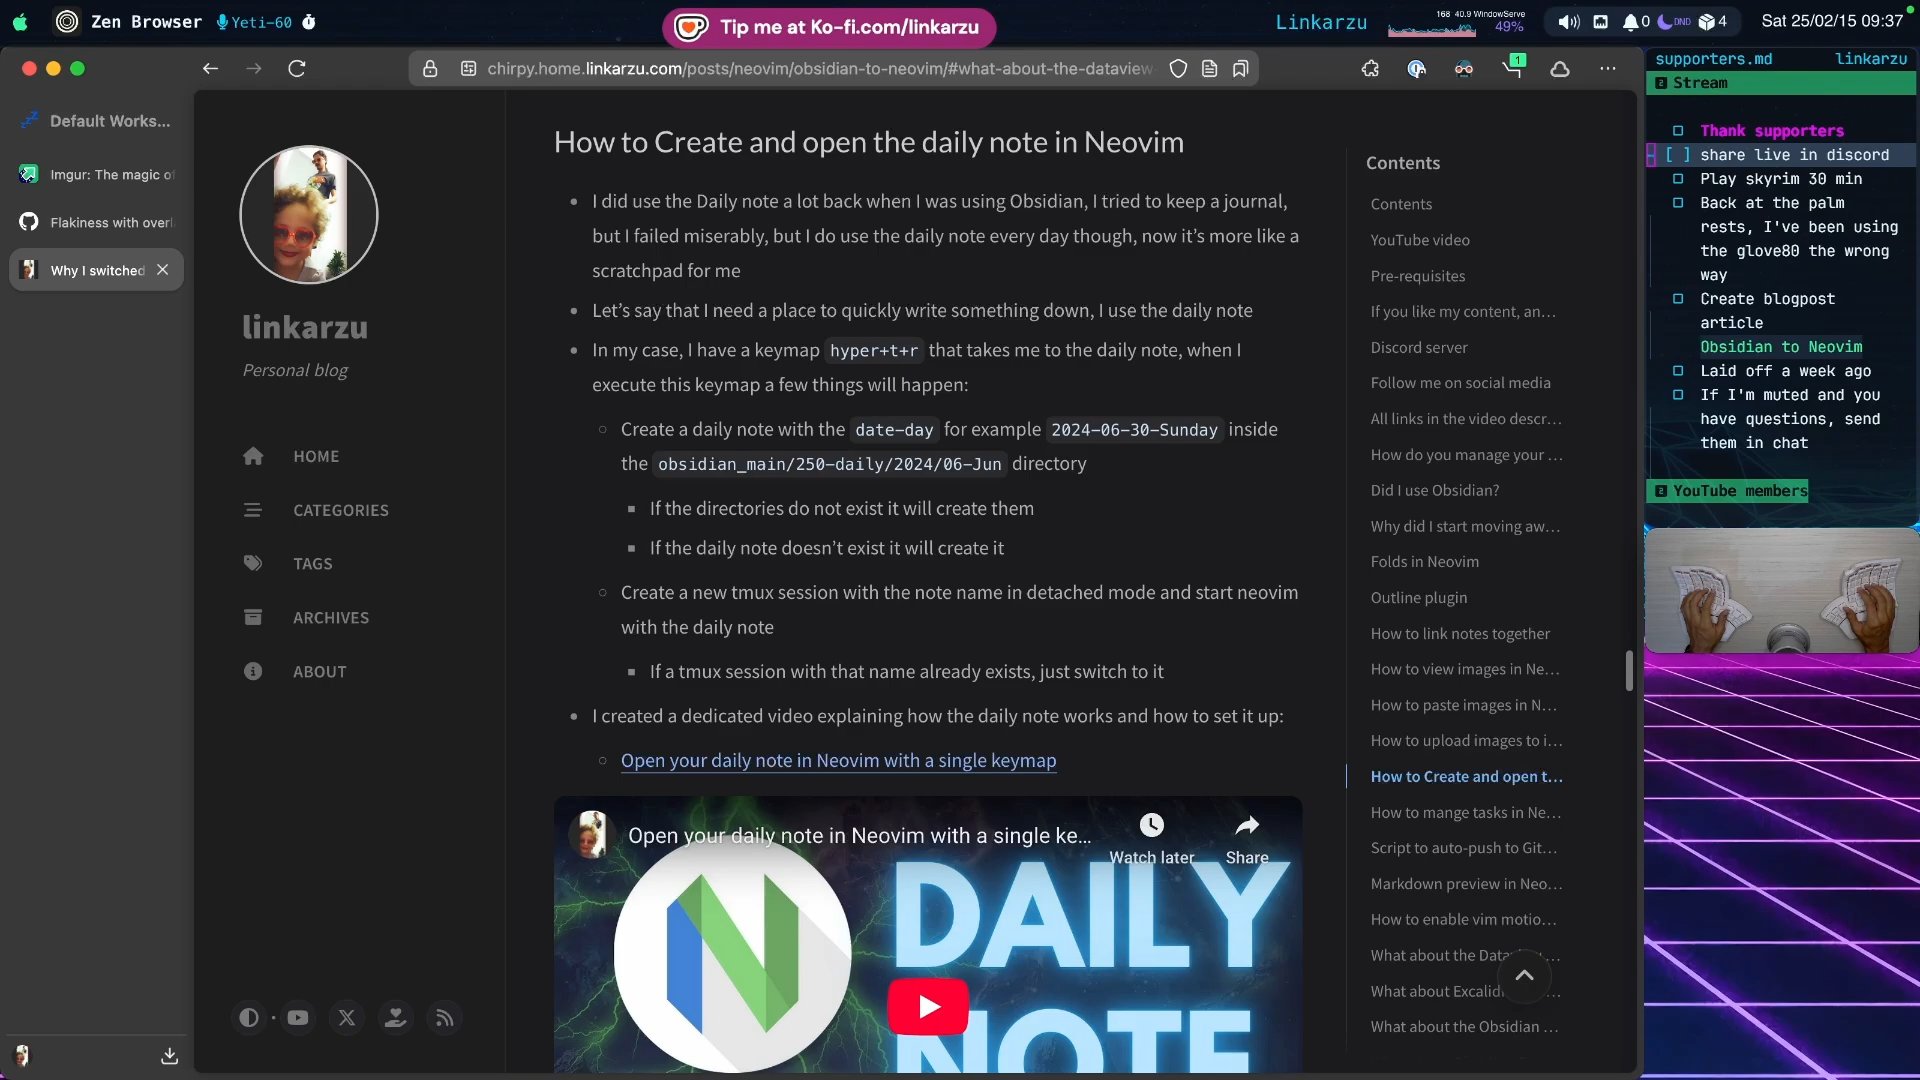 Zen Browser
Yeti-60
Tip me at Ko-fi.com/linkarzu
Linkarzu
168 40.9 WindowServe
49%
0
DND
4
Sat 25/02/15 09:37
chirpy.home.linkarzu.com/posts/neovim/obsidian-to-neovim/#what-about-the-dataview
1
Default Works...
Imgur: The magic of
Flakiness with over
Why I switched
linkarzu
Personal blog
HOME
CATEGORIES
TAGS
ARCHIVES
ABOUT
How to Create and open the daily note in Neovim
I did use the Daily note a lot back when I was using Obsidian, I tried to keep a journal,
but I failed miserably, but I do use the daily note every day though, now it’s more like a
scratchpad for me
Let’s say that I need a place to quickly write something down, I use the daily note
In my case, I have a keymap hyper+t+r that takes me to the daily note, when I
execute this keymap a few things will happen:
Create a daily note with the date-day for example 2024-06-30-Sunday inside
the obsidian_main/250-daily/2024/06-Jun directory
If the directories do not exist it will create them
If the daily note doesn’t exist it will create it
Create a new tmux session with the note name in detached mode and start neovim
with the daily note
If a tmux session with that name already exists, just switch to it
I created a dedicated video explaining how the daily note works and how to set it up:
Open your daily note in Neovim with a single keymap
Open your daily note in Neovim with a single ke...
Watch later
Share
DAILY
NOTE
Contents
Contents
YouTube video
Pre-requisites
If you like my content, an...
Discord server
Follow me on social media
All links in the video descr...
How do you manage your ...
Did I use Obsidian?
Why did I start moving aw...
Folds in Neovim
Outline plugin
How to link notes together
How to view images in Ne...
How to paste images in N...
How to upload images to i...
How to Create and open t...
How to mange tasks in Ne...
Script to auto-push to Git...
Markdown preview in Neo...
How to enable vim motio...
What about the Data
What about Excalid
What about the Obsidian ...
supporters.md linkarzu
2 Stream
Thank supporters
[ ] share live in discord
Play skyrim 30 min
Back at the palm
rests, I've been using
the glove80 the wrong
way
Create blogpost
article
Obsidian to Neovim
Laid off a week ago
If I'm muted and you
have questions, send
them in chat
2 YouTube members